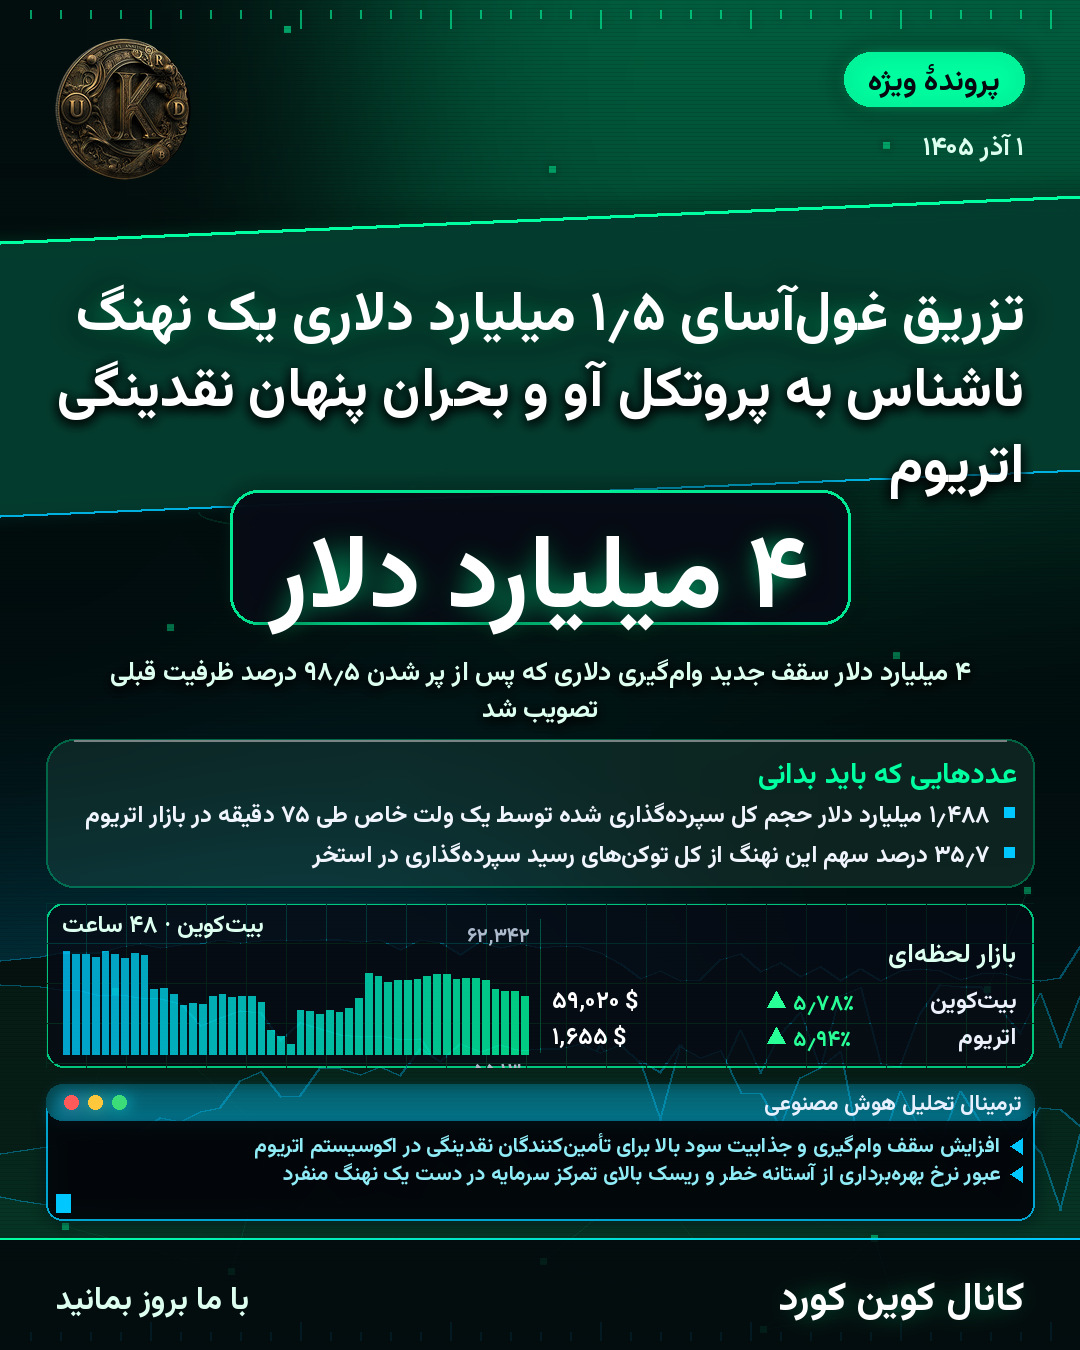 پروندهٔ ویژه
۱ آذر ۱۴۰۵
تزریق غول‌آسای ۱٫۵ میلیارد دلاری یک نهنگ
ناشناس به پروتکل آو و بحران پنهان نقدینگی
اتریوم
۴ میلیارد دلار
۴ میلیارد دلار سقف جدید وام‌گیری دلاری که پس از پر شدن ۹۸٫۵ درصد ظرفیت قبلی
تصویب شد
عددهایی که باید بدانی
۱٫۴۸۸ میلیارد دلار حجم کل سپرده‌گذاری شده توسط یک ولت خاص طی ۷۵ دقیقه در بازار اتریوم
۳۵٫۷ درصد سهم این نهنگ از کل توکن‌های رسید سپرده‌گذاری در استخر
بازار لحظه‌ای
بیت‌کوین ▲ ۵٫۷۸٪ ۵۹,۰۲۰ $
اتریوم ▲ ۵٫۹۴٪ ۱,۶۵۵ $
بیت‌کوین · ۴۸ ساعت
۶۲,۳۴۲
ترمینال تحلیل هوش مصنوعی
افزایش سقف وام‌گیری و جذابیت سود بالا برای تأمین‌کنندگان نقدینگی در اکوسیستم اتریوم
عبور نرخ بهره‌برداری از آستانه خطر و ریسک بالای تمرکز سرمایه در دست یک نهنگ منفرد
کانال کوین کورد
با ما بروز بمانید
K
U
R
D